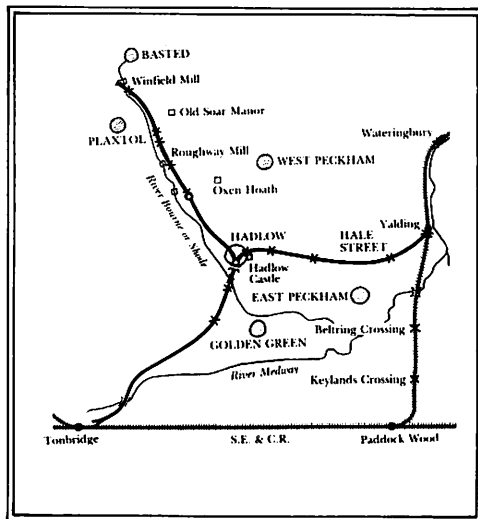 BASTED
Winfield Mill
Old Soar Manor
PLAXTOL
Wateringbury
Roughway Mill
WEST PECKHAM
Oxen Hoath
River Bourne or Shode
HADLOW
HALE
STREET
Yalding
Hadlow
Castle
EAST PECKHAM
GOLDEN GREEN
Beltring Crossing
River Medway
Keylands Crossing
Tonbridge
S.E. & C.R.
Paddock Wood